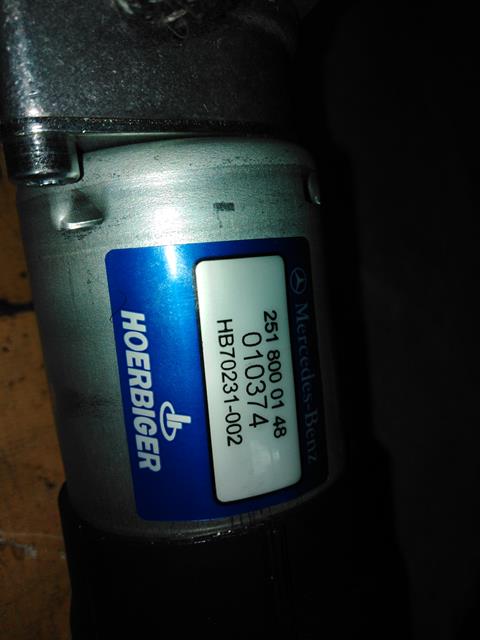 Mercedes-Benz
251 800 01 48
010374
HB70231-002
HOERBIGER